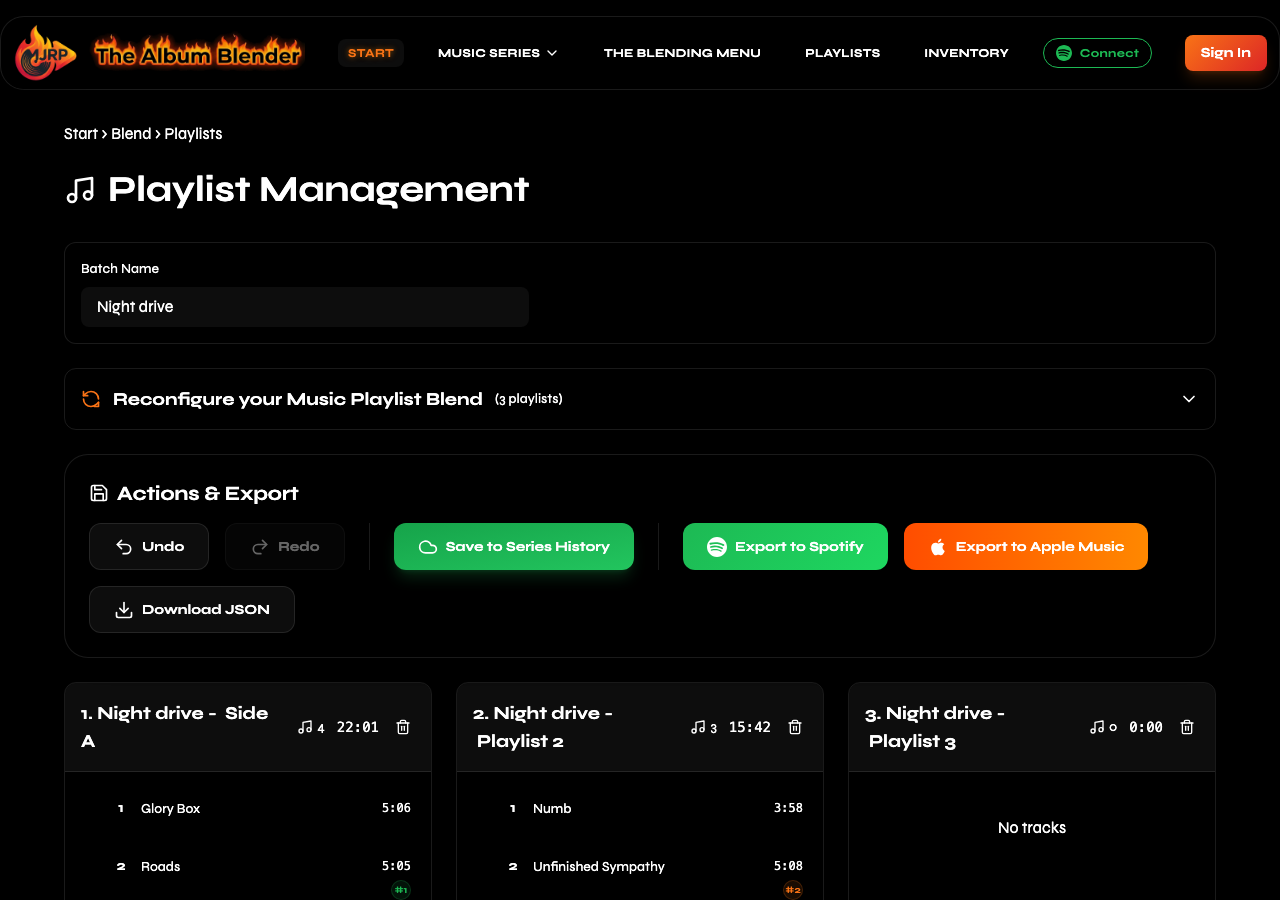 JRP The Album Blender START MUSIC SERIES THE BLENDING MENU PLAYLISTS INVENTORY Connect Sign In
Start › Blend › Playlists
Playlist Management
Batch Name
Night drive
Reconfigure your Music Playlist Blend (3 playlists)
Actions & Export
Undo Redo Save to Series History Export to Spotify Export to Apple Music
Download JSON
1. Night drive - Side A 4 22:01
1 Glory Box 5:06
2 Roads 5:05
#1
2. Night drive - Playlist 2 3 15:42
1 Numb 3:58
2 Unfinished Sympathy 5:08
#2
3. Night drive - Playlist 3 0 0:00
No tracks